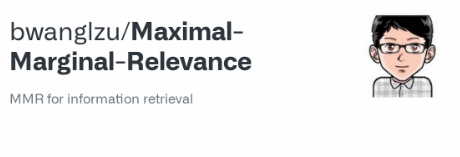 bwanglzu/Maximal-
Marginal-Relevance
MMR for information retrieval